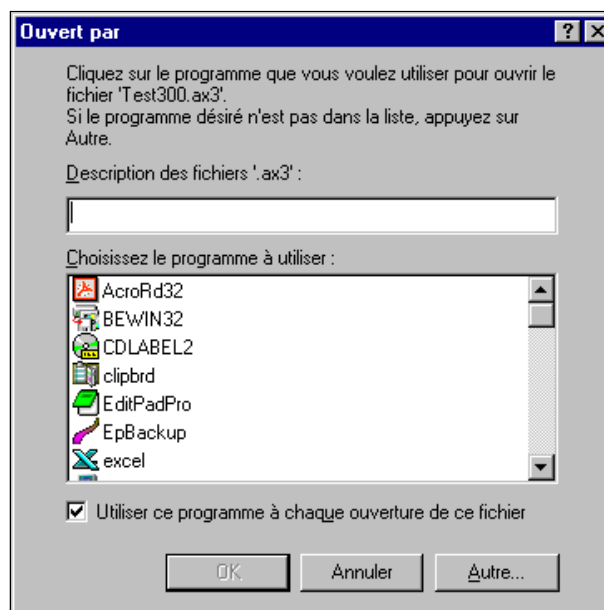 Ouvert par
Cliquez sur le programme que vous voulez utiliser pour ouvrir le
fichier 'Test300.ax3'.
Si le programme désiré n'est pas dans la liste, appuyez sur
Autre.
Description des fichiers '.ax3' :
Choisissez le programme à utiliser :
AcroRd32
BEWIN32
CDLABEL2
clipbrd
EditPadPro
EpBackup
excel
Utiliser ce programme à chaque ouverture de ce fichier
OK
Annuler
Autre...